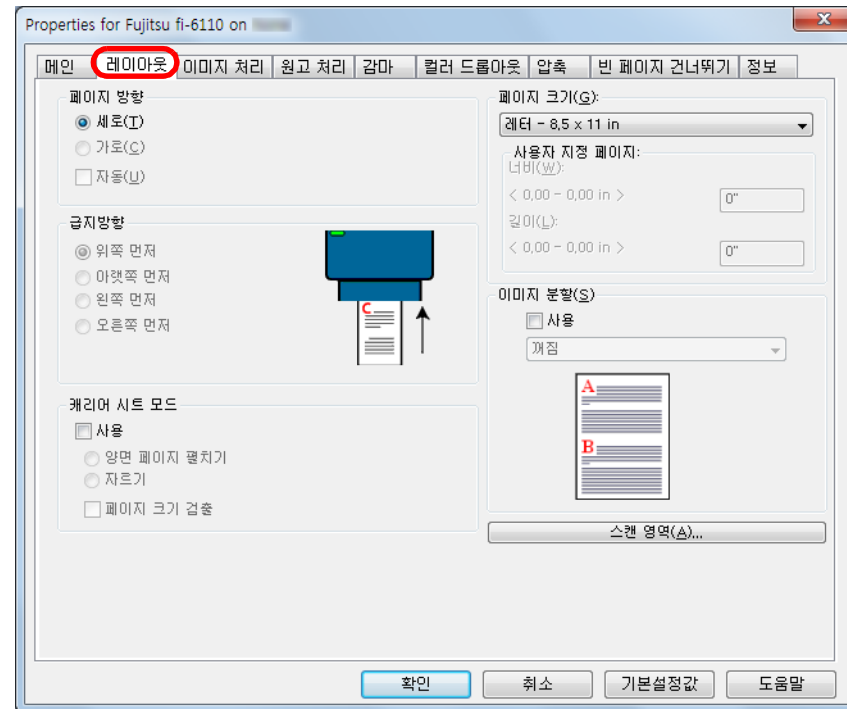 Properties for Fujitsu fi-6110 on
메인 레이아웃 이미지 처리 원고 처리 감마 컬러 드롭아웃 압축 빈 페이지 건너뛰기 정보
페이지 방향
세로(T)
가로(C)
자동(U)
급지방향
위쪽 먼저
아랫쪽 먼저
왼쪽 먼저
오른쪽 먼저
C
캐리어 시트 모드
사용
양면 페이지 펼치기
자르기
페이지 크기 검출
페이지 크기(G):
레터 - 8,5 x 11 in
사용자 지정 페이지:
너비(W):
< 0,00 - 0,00 in > 0"
길이(L):
< 0,00 - 0,00 in > 0"
이미지 분할(S)
사용
꺼짐
A
B
스캔 영역(A)...
확인 취소 기본설정값 도움말